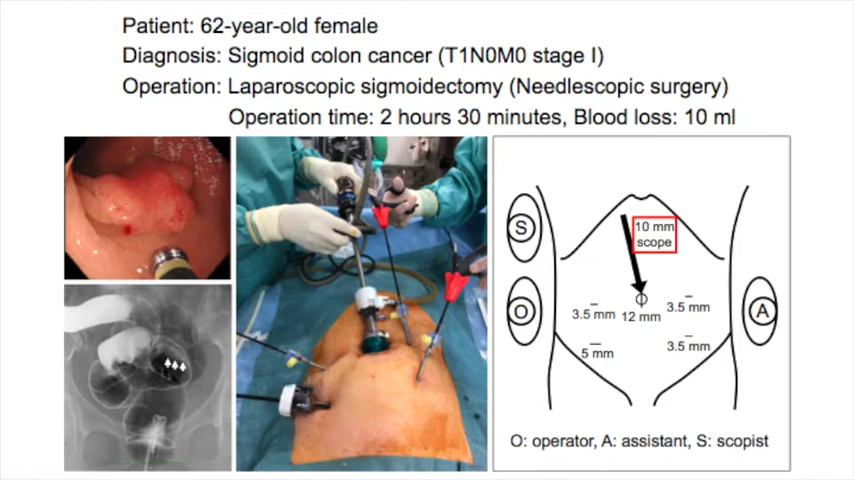 Patient: 62-year-old female
Diagnosis: Sigmoid colon cancer (T1N0M0 stage I)
Operation: Laparoscopic sigmoidectomy (Needlescopic surgery)
Operation time: 2 hours 30 minutes, Blood loss: 10 ml
S
10 mm
scope
O
3.5 mm
12 mm
3.5 mm
A
5 mm
3.5 mm
O: operator, A: assistant, S: scopist